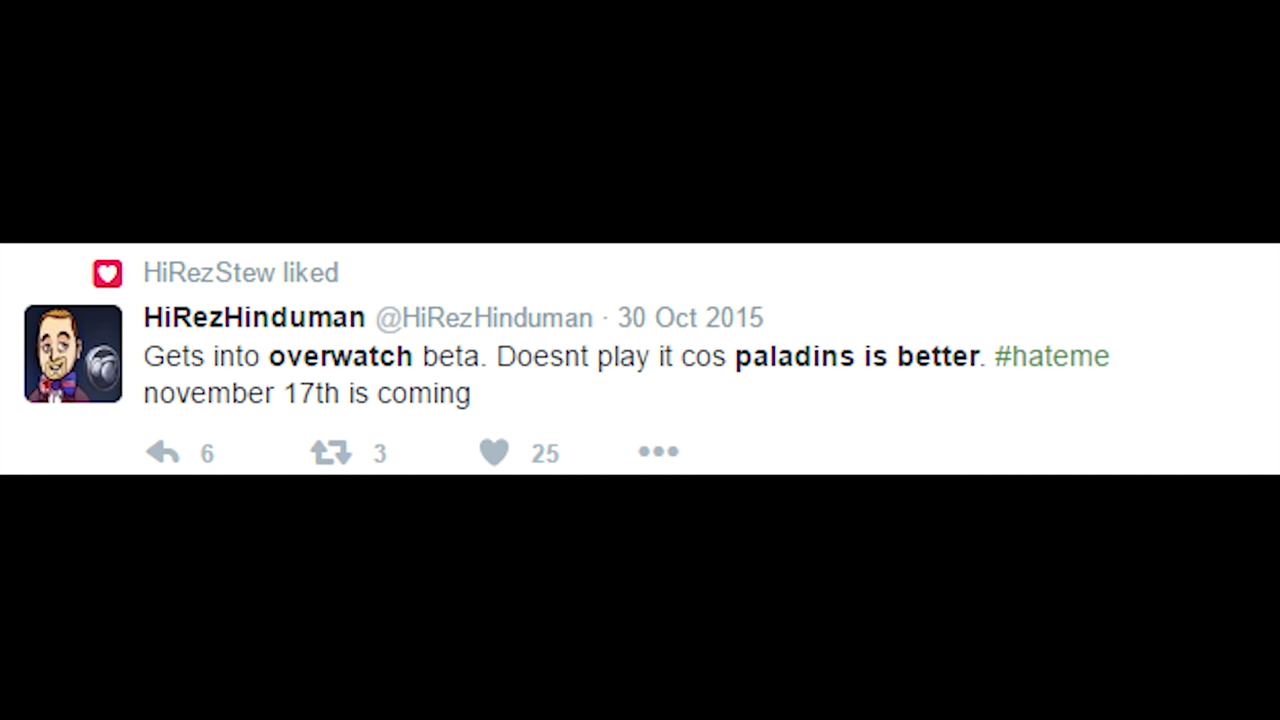 HiRezStew liked
HiRezHinduman @HiRezHinduman · 30 Oct 2015
Gets into overwatch beta. Doesnt play it cos paladins is better. #hateme
november 17th is coming
6 3 25